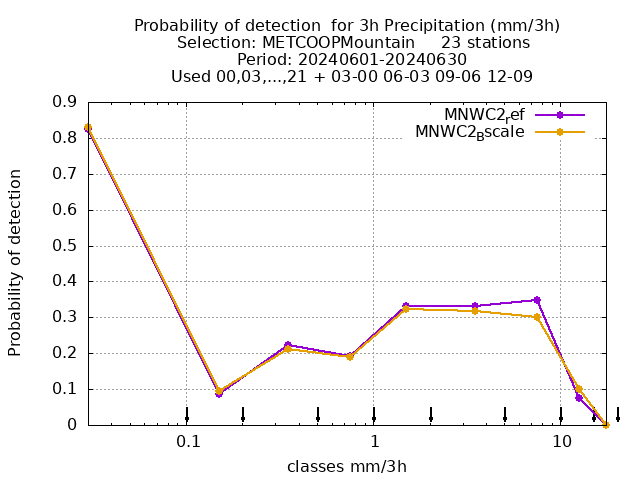 Probability of detection  for 3h Precipitation (mm/3h)
Selection: METCOOPMountain     23 stations
Period: 20240601-20240630
Used 00,03,...,21 + 03-00 06-03 09-06 12-09
MNWC2ref
MNWC2Bscale
0.9
0.8
0.7
0.6
0.5
0.4
0.3
0.2
0.1
0
Probability of detection
0.1 1 10
classes mm/3h